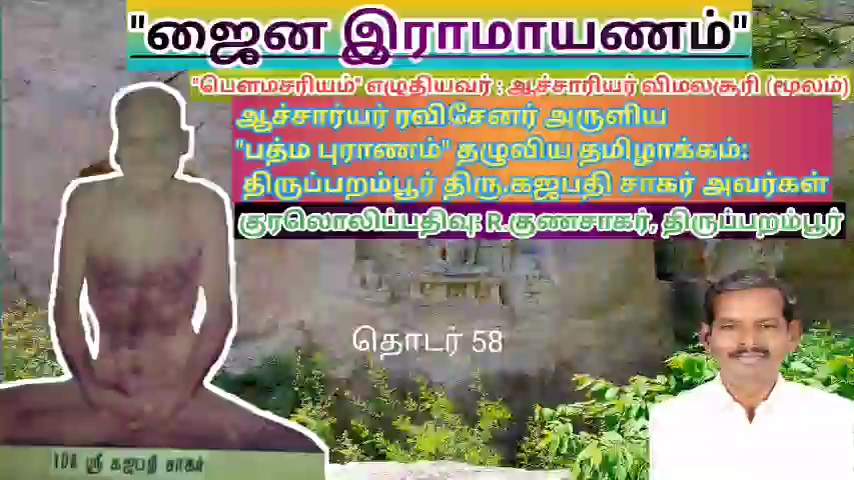 "ஜைன இராமாயணம்"
"பௌமசரியம்" எழுதியவர் : ஆச்சாரியர் விமலசூரி (மூலம்)
ஆச்சார்யர் ரவிசேனர் அருளிய
"பத்ம புராணம்" தழுவிய தமிழாக்கம்:
திருப்பறம்பூர் திரு.கஜபதி சாகர் அவர்கள்
குரலொலிப்பதிவு: R.குணசாகர், திருப்பறம்பூர்
தொடர் 58
108 ஸ்ரீ கஜபதி சாகர்